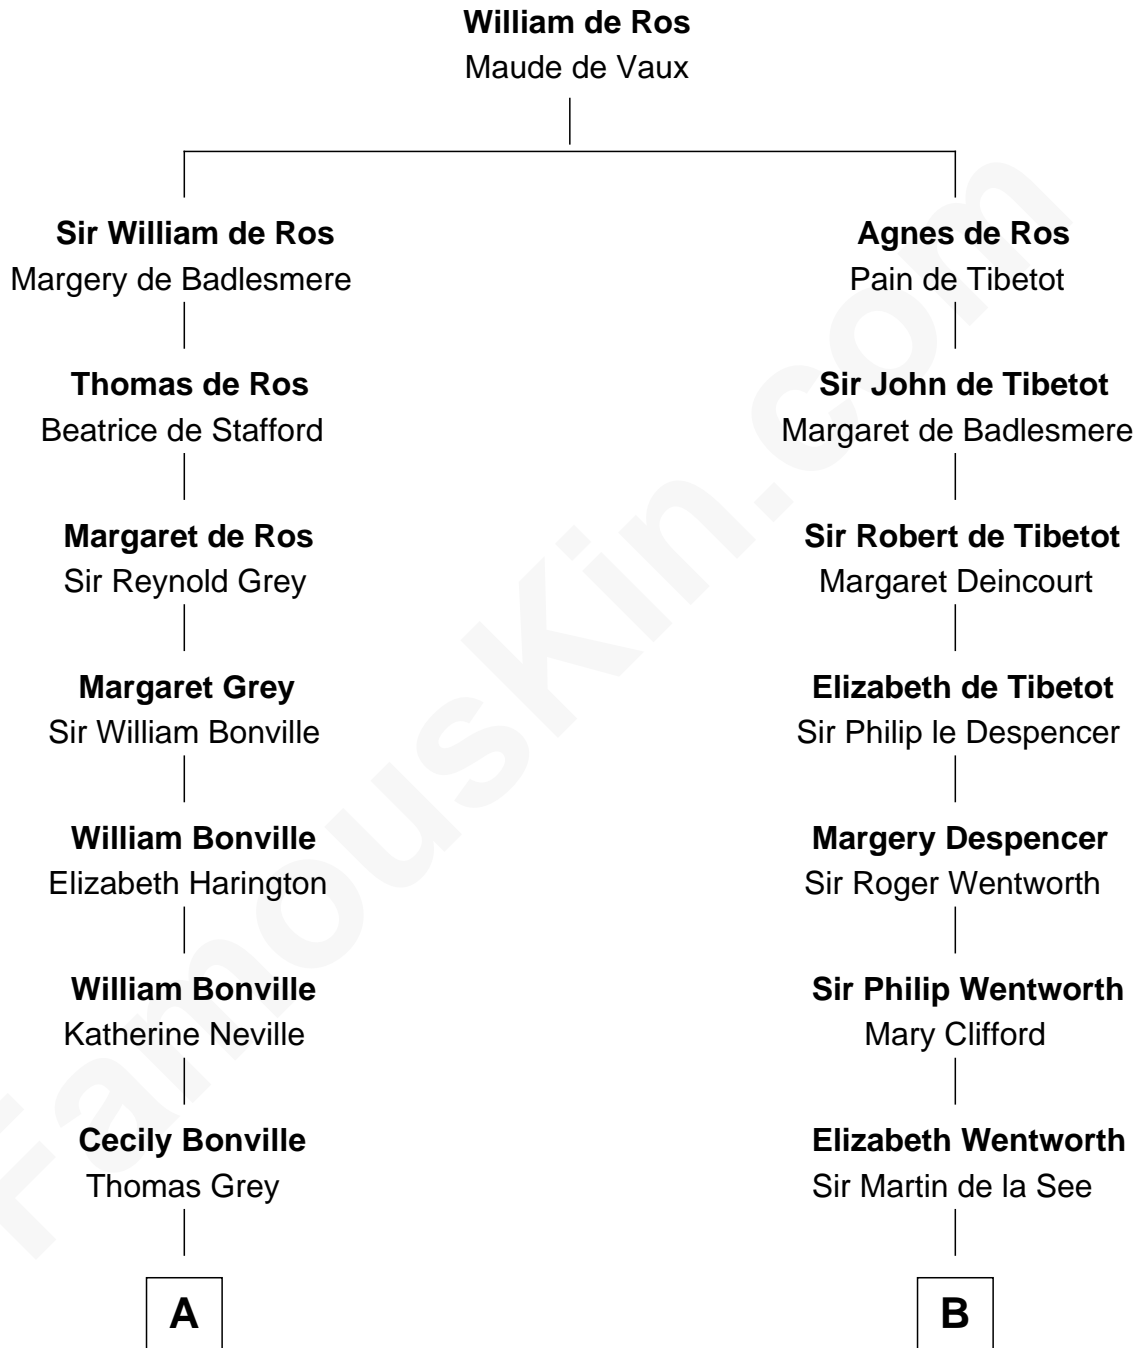 William de Ros
Maude de Vaux
Sir William de Ros
Margery de Badlesmere
Agnes de Ros
Pain de Tibetot
Thomas de Ros
Beatrice de Stafford
Sir John de Tibetot
Margaret de Badlesmere
Margaret de Ros
Sir Reynold Grey
Sir Robert de Tibetot
Margaret Deincourt
Margaret Grey
Sir William Bonville
Elizabeth de Tibetot
Sir Philip le Despencer
William Bonville
Elizabeth Harington
Margery Despencer
Sir Roger Wentworth
William Bonville
Katherine Neville
Sir Philip Wentworth
Mary Clifford
Cecily Bonville
Thomas Grey
Elizabeth Wentworth
Sir Martin de la See
A
B
FamousKin.com